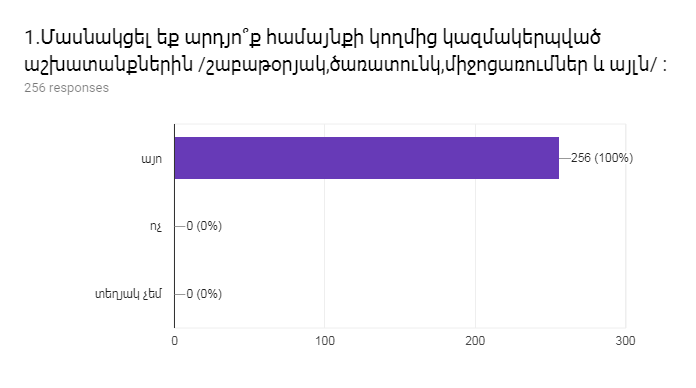 1.Մասնակցել եք արդյո՞ք համայնքի կողմից կազմակերպված
աշխատանքներին /շաբաթօրյակ,ծառատունկ,միջոցառումներ և այլն/ :
256 responses
այո
256 (100%)
ոչ
0 (0%)
տեղյակ չեմ
0 (0%)
0
100
200
300